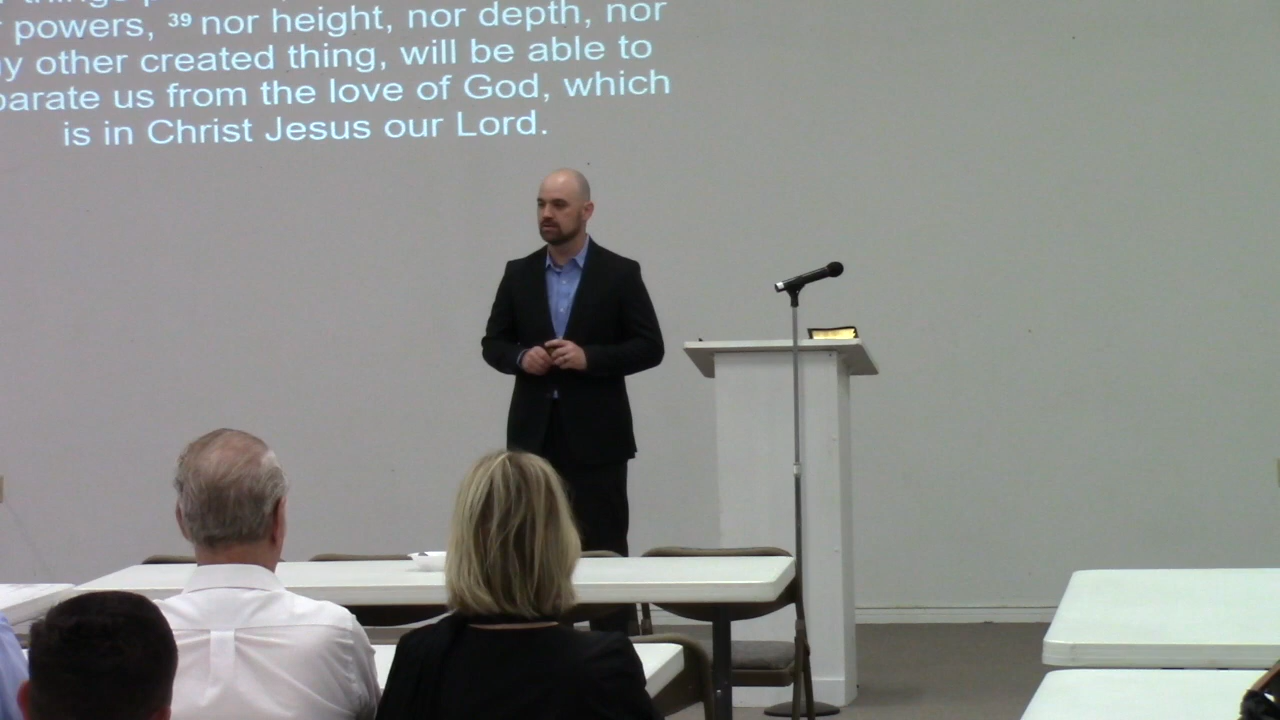 things
powers, 39 nor height, nor depth, nor
other created thing, will be able to
us from the love of God, which
is in Christ Jesus our Lord.